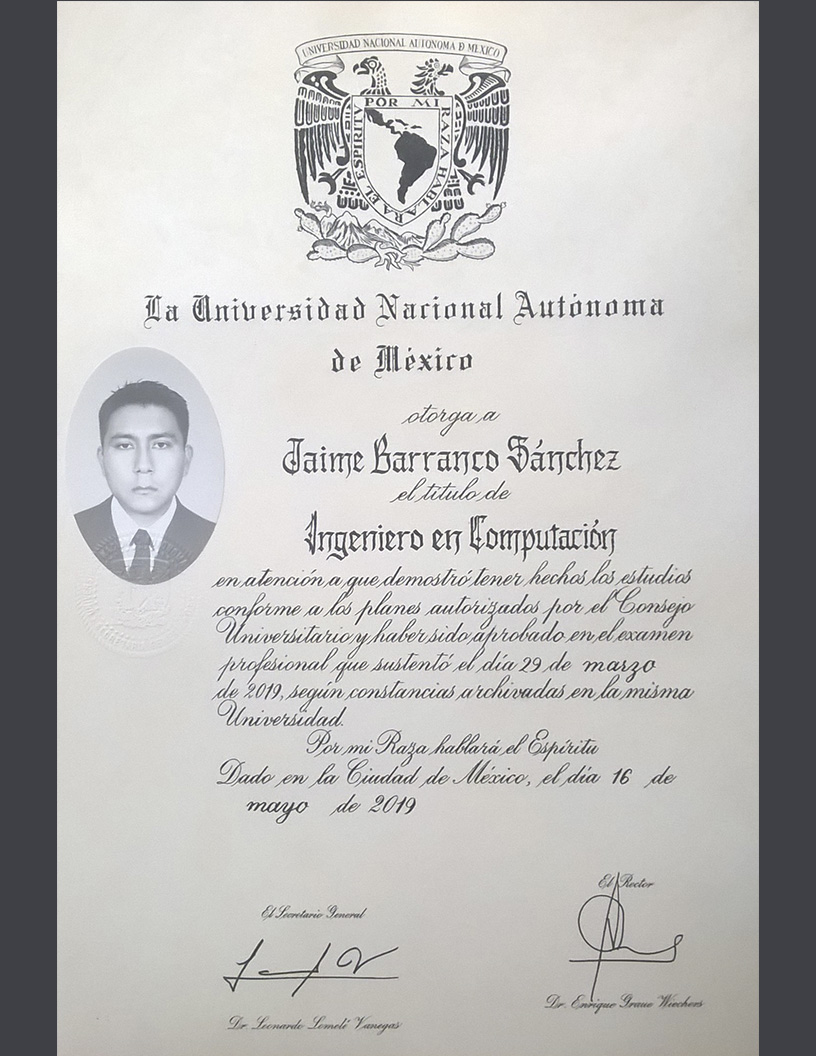 UNIVERSIDAD NACIONAL AUTONOMA D MEXICO
POR MI RAZA HABLARA EL ESPIRITU
La Universidad Nacional Autónoma
de México
otorga a
Jaime Barranco Sánchez
el título de
Ingeniero en Computación
en atención a que demostró tener hechos los estudios
conforme a los planes autorizados por el Consejo
Universitario y haber sido aprobado en el examen
profesional que sustentó el día 29 de marzo
de 2019, según constancias archivadas en la misma
Universidad.
Por mi Raza hablará el Espíritu
Dado en la Ciudad de México, el día 16 de
mayo de 2019
El Rector
El Secretario General
Dr. Enrique Graue Wiechers
Dr. Leonardo Lomelí Vanegas